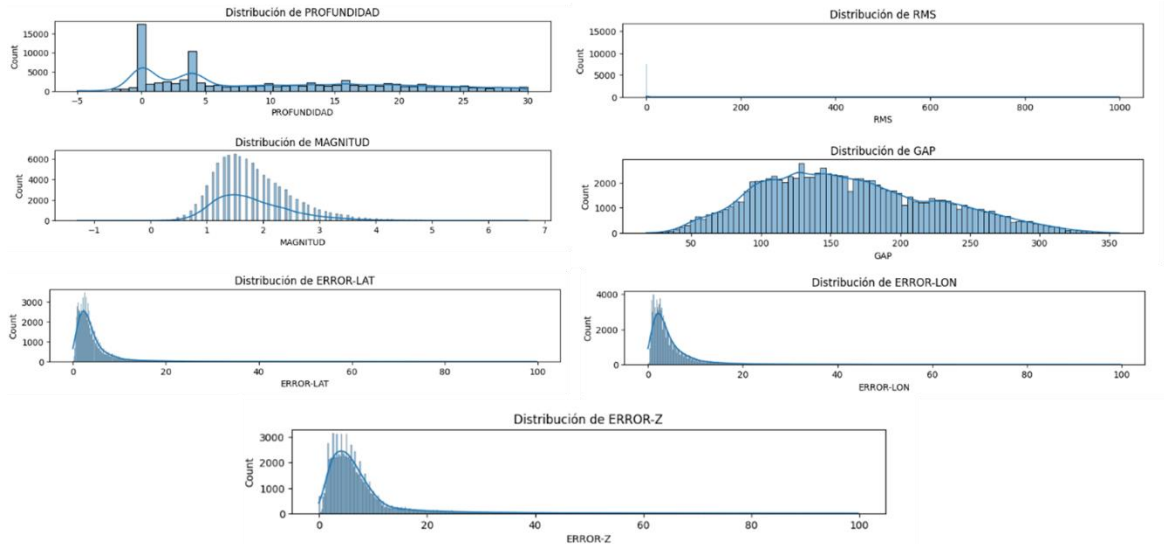 Distribución de PROFUNDIDAD
Count
15000
10000
5000
0
−5 0 5 10 15 20 25 30
PROFUNDIDAD
Distribución de RMS
Count
15000
10000
5000
0
0 200 400 600 800 1000
RMS
Distribución de MAGNITUD
Count
6000
4000
2000
0
−1 0 1 2 3 4 5 6 7
MAGNITUD
Distribución de GAP
Count
2000
1000
0
50 100 150 200 250 300 350
GAP
Distribución de ERROR-LAT
Count
3000
2000
1000
0
0 20 40 60 80 100
ERROR-LAT
Distribución de ERROR-LON
Count
4000
2000
0
0 20 40 60 80 100
ERROR-LON
Distribución de ERROR-Z
Count
3000
2000
1000
0
0 20 40 60 80 100
ERROR-Z